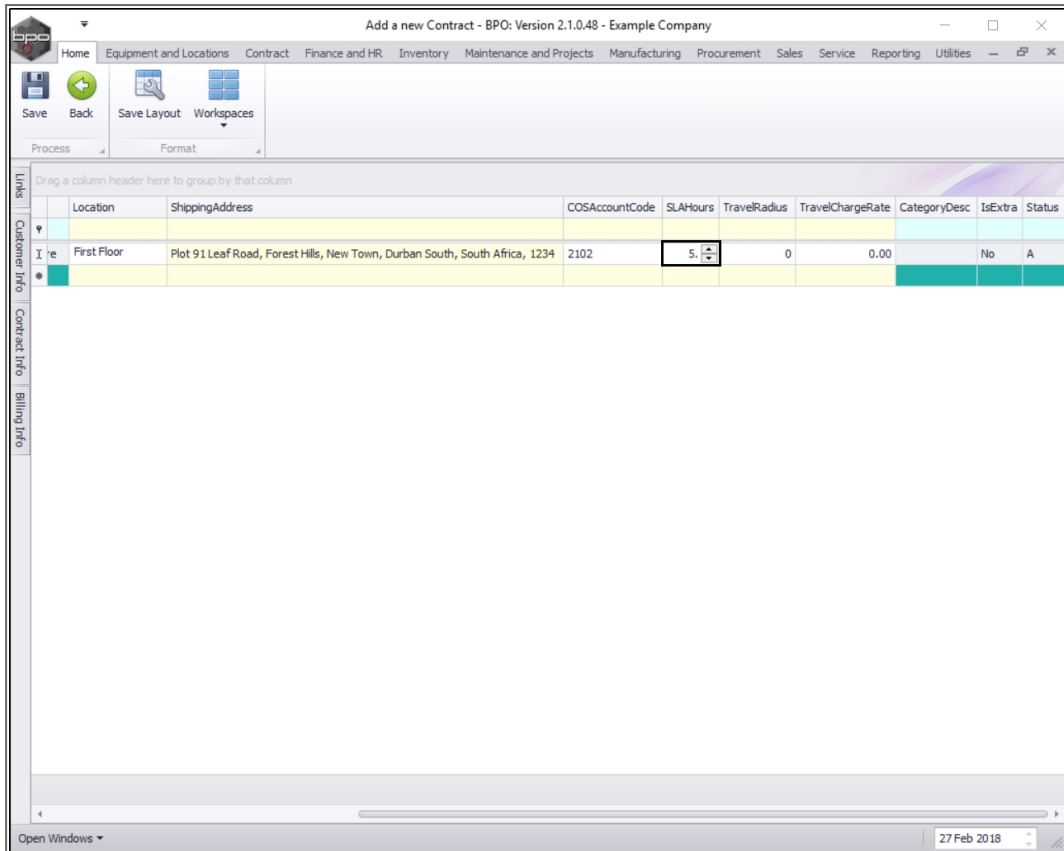 bpo
Add a new Contract - BPO: Version 2.1.0.48 - Example Company
Home Equipment and Locations Contract Finance and HR Inventory Maintenance and Projects Manufacturing Procurement Sales Service Reporting Utilities
Save Back Save Layout Workspaces
Process Format
Links
Customer Info
Contract Info
Billing Info
Drag a column header here to group by that column
Location ShippingAddress COSAccountCode SLAHours TravelRadius TravelChargeRate CategoryDesc IsExtra Status
re First Floor Plot 91 Leaf Road, Forest Hills, New Town, Durban South, South Africa, 1234 2102 5. 0 0.00 No A
Open Windows 27 Feb 2018